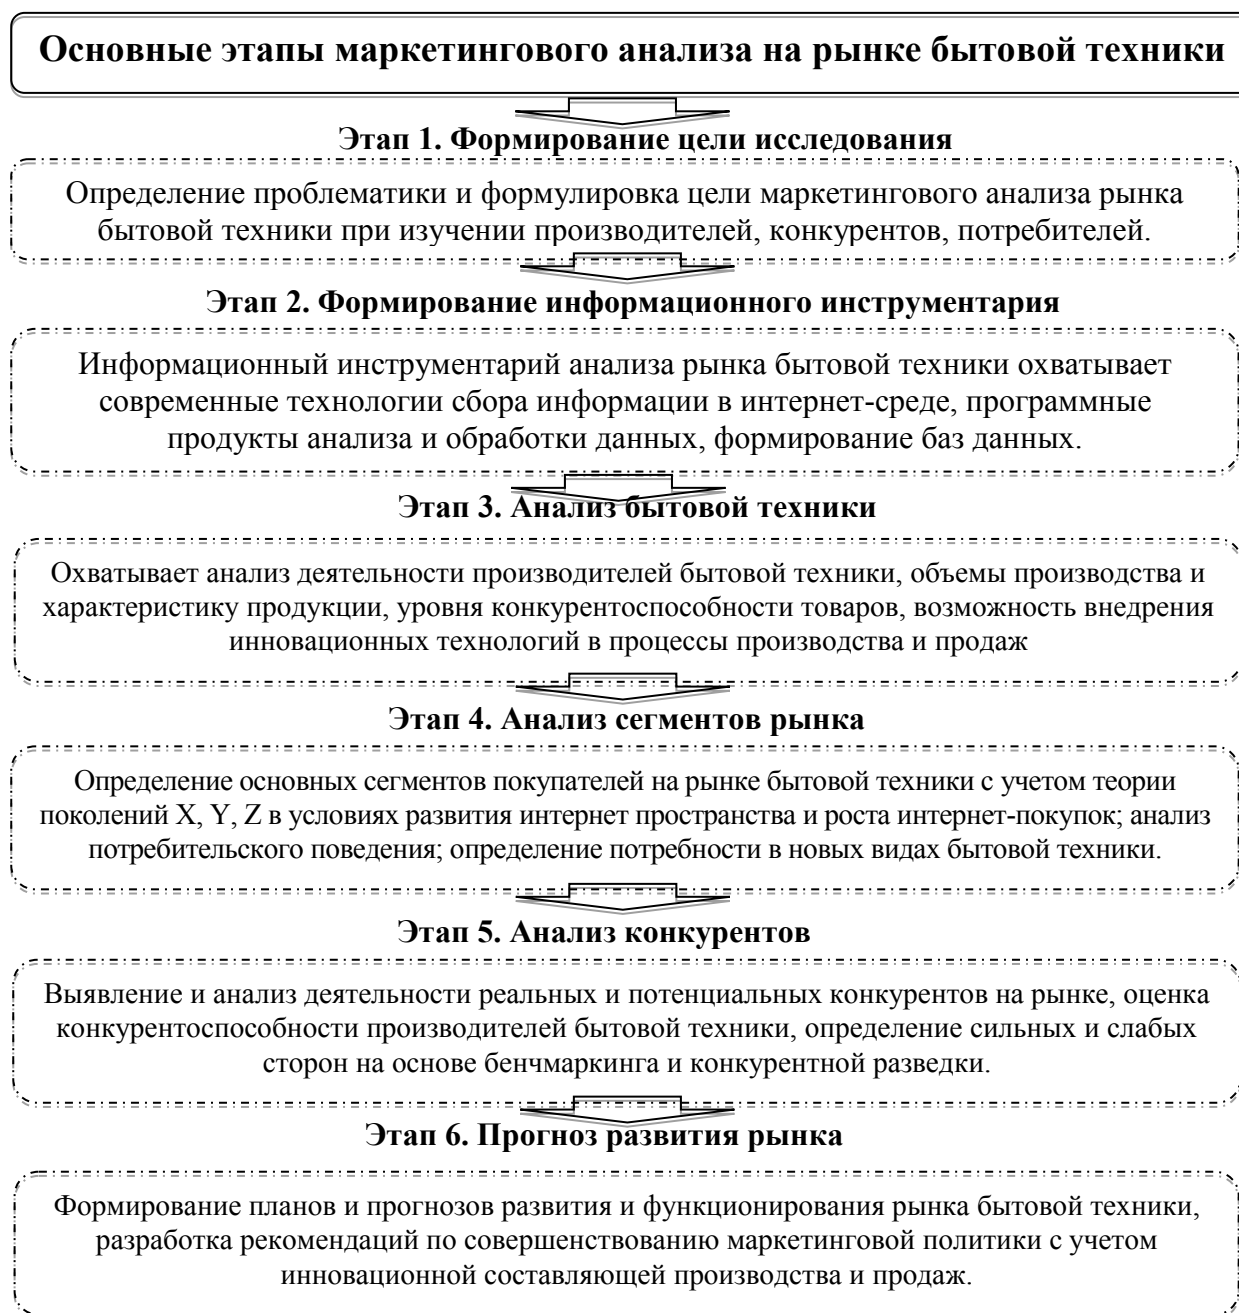 Основные этапы маркетингового анализа на рынке бытовой техники
Этап 1. Формирование цели исследования
Определение проблематики и формулировка цели маркетингового анализа рынка
бытовой техники при изучении производителей, конкурентов, потребителей.
Этап 2. Формирование информационного инструментария
Информационный инструментарий анализа рынка бытовой техники охватывает
современные технологии сбора информации в интернет-среде, программные
продукты анализа и обработки данных, формирование баз данных.
Этап 3. Анализ бытовой техники
Охватывает анализ деятельности производителей бытовой техники, объемы производства и
характеристику продукции, уровня конкурентоспособности товаров, возможность внедрения
инновационных технологий в процессы производства и продаж
Этап 4. Анализ сегментов рынка
Определение основных сегментов покупателей на рынке бытовой техники с учетом теории
поколений X, Y, Z в условиях развития интернет пространства и роста интернет-покупок; анализ
потребительского поведения; определение потребности в новых видах бытовой техники.
Этап 5. Анализ конкурентов
Выявление и анализ деятельности реальных и потенциальных конкурентов на рынке, оценка
конкурентоспособности производителей бытовой техники, определение сильных и слабых
сторон на основе бенчмаркинга и конкурентной разведки.
Этап 6. Прогноз развития рынка
Формирование планов и прогнозов развития и функционирования рынка бытовой техники,
разработка рекомендаций по совершенствованию маркетинговой политики с учетом
инновационной составляющей производства и продаж.